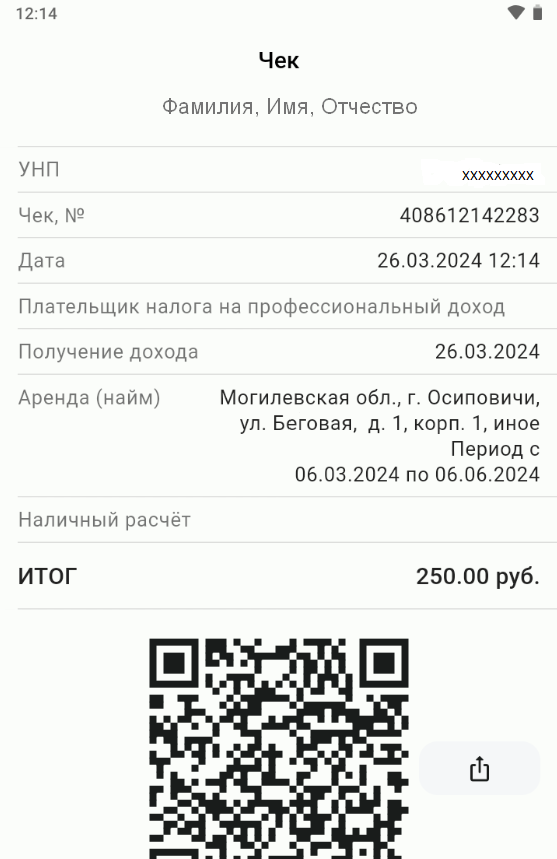 12:14
Чек
Фамилия, Имя, Отчество
УНП xxxxxxxxx
Чек, № 408612142283
Дата 26.03.2024 12:14
Плательщик налога на профессиональный доход
Получение дохода 26.03.2024
Аренда (найм) Могилевская обл., г. Осиповичи,
ул. Беговая, д. 1, корп. 1, иное
Период с
06.03.2024 по 06.06.2024
Наличный расчёт
ИТОГ 250.00 руб.